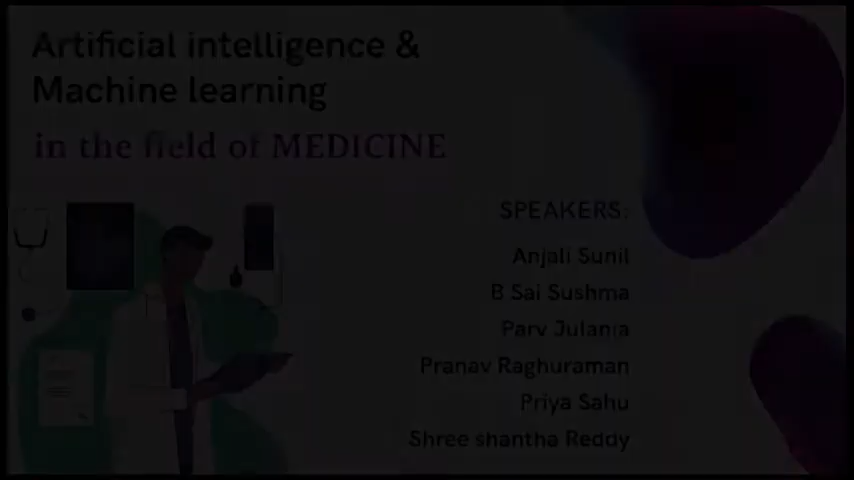 Artificial intelligence &
Machine learning
in the field of MEDICINE
SPEAKERS:
Anjali Sunil
B Sai Sushma
Parv Julania
Pranav Raghuraman
Priya Sahu
Shree shantha Reddy